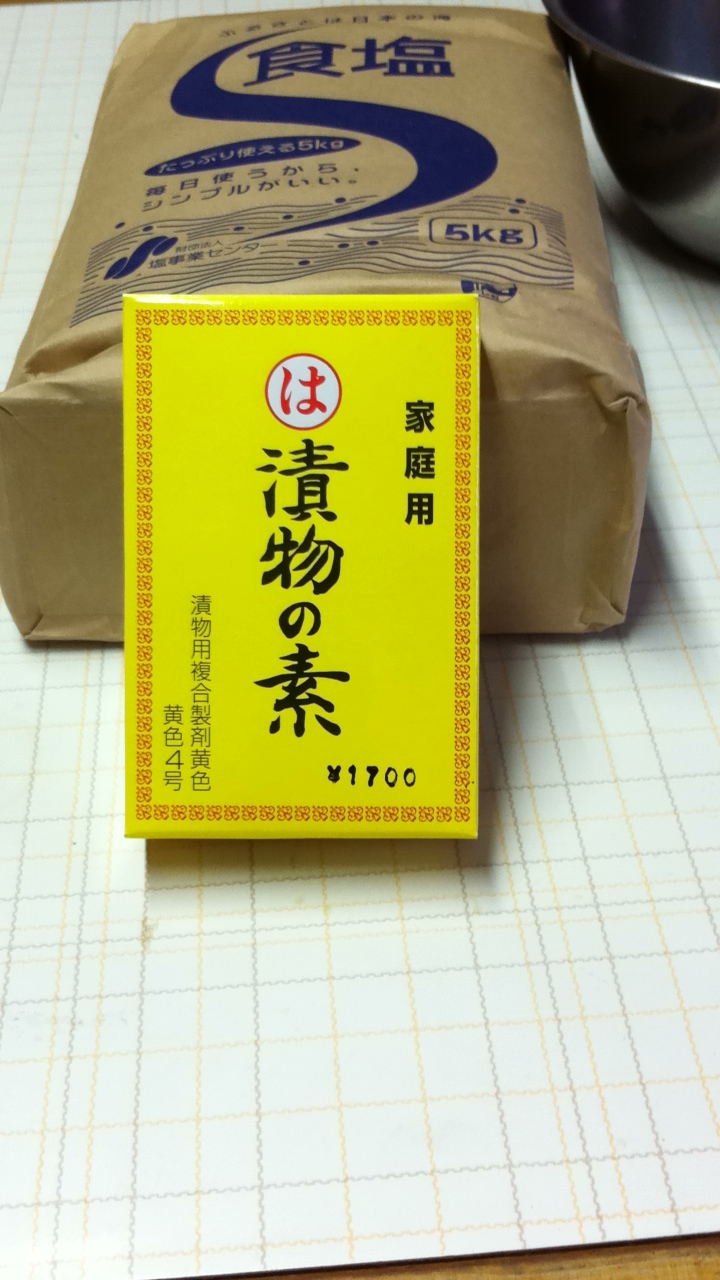 ふるさとは日本の海
食塩
たっぷり使える5kg
毎日使うから、
シンプルがいい。
財団法人
塩事業センター
5kg
は
家庭用
漬物の素
漬物用複合製剤黄色
黄色4号
¥1700